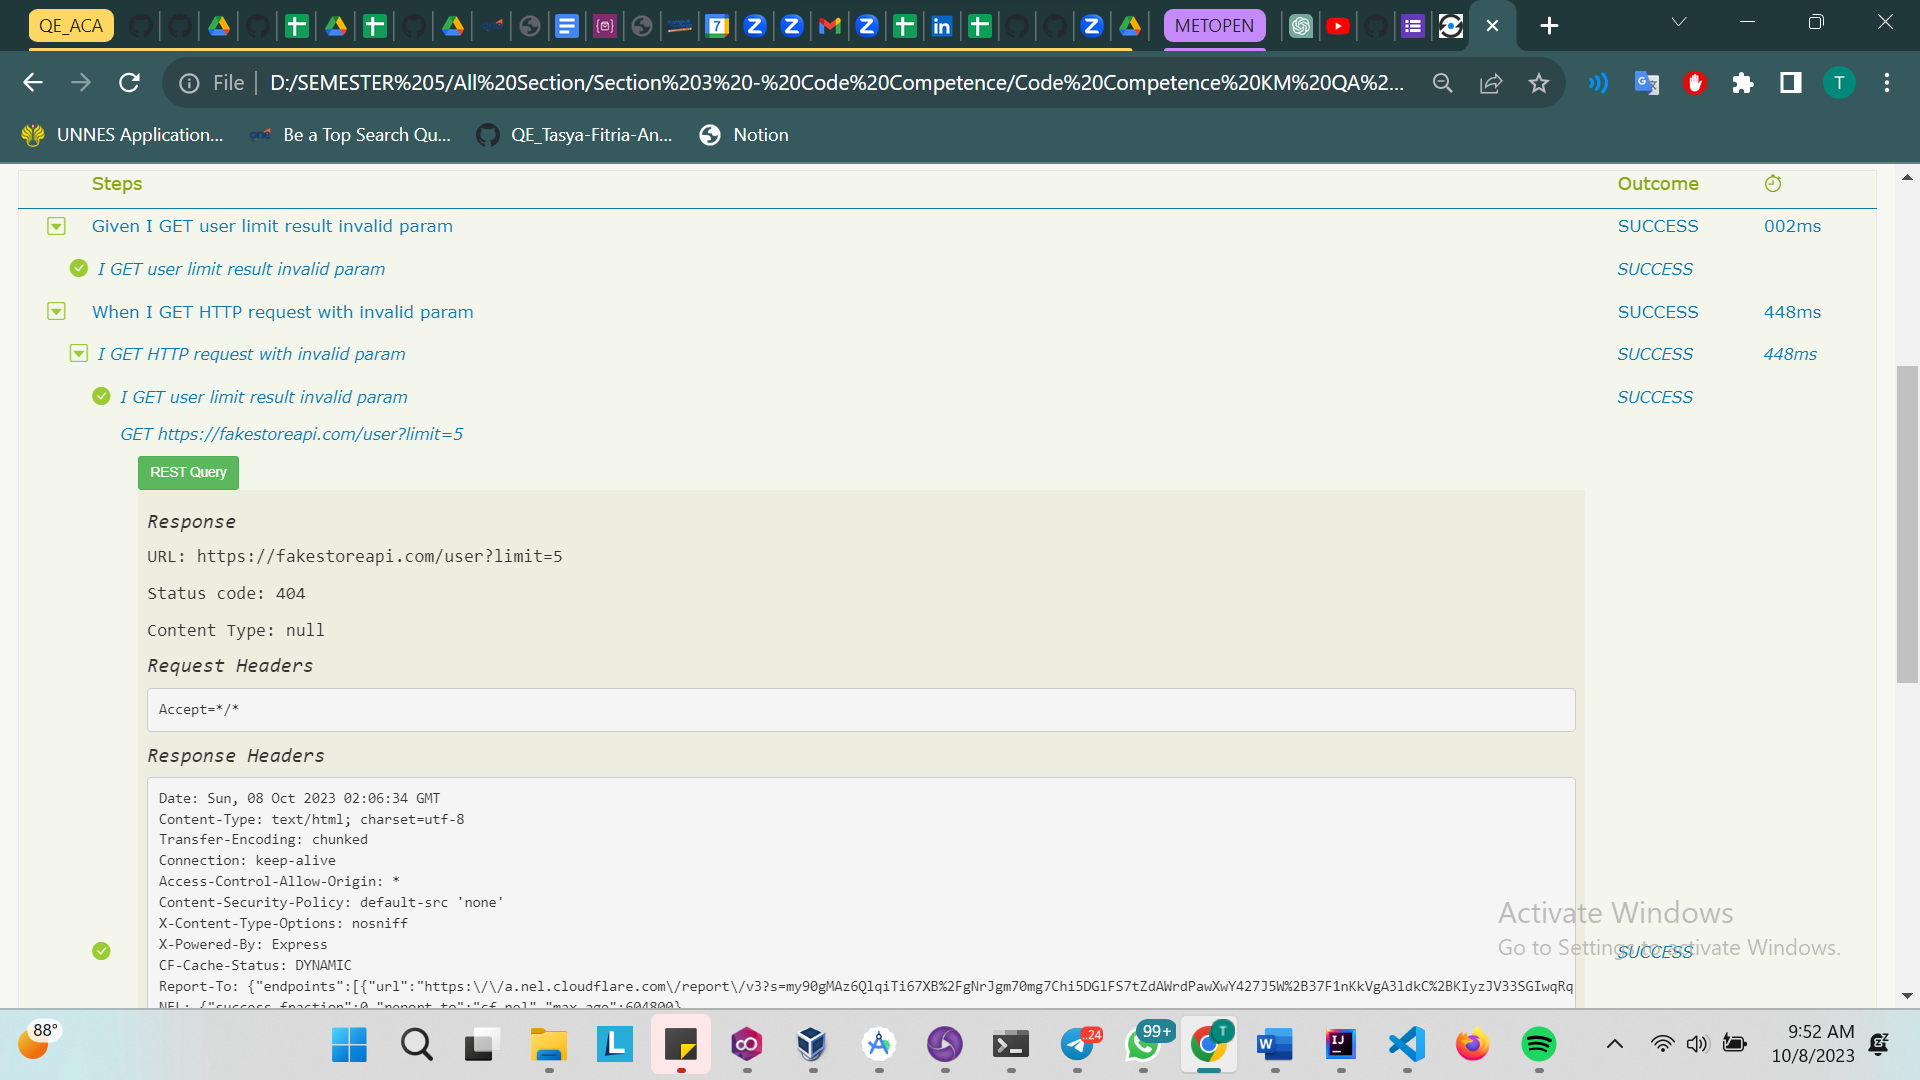 QE_ACA
METOPEN
File
D:/SEMESTER%205/All%20Section/Section%203%20-%20Code%20Competence/Code%20Competence%20KM%20QA%2...
T
UNNES Application...
one
Be a Top Search Qu...
QE_Tasya-Fitria-An...
Notion
Steps Outcome
Given I GET user limit result invalid param SUCCESS 002ms
I GET user limit result invalid param SUCCESS
When I GET HTTP request with invalid param SUCCESS 448ms
I GET HTTP request with invalid param SUCCESS 448ms
I GET user limit result invalid param SUCCESS
GET https://fakestoreapi.com/user?limit=5
REST Query
Response
URL: https://fakestoreapi.com/user?limit=5
Status code: 404
Content Type: null
Request Headers
Accept=*/*
Response Headers
Date: Sun, 08 Oct 2023 02:06:34 GMT
Content-Type: text/html; charset=utf-8
Transfer-Encoding: chunked
Connection: keep-alive
Access-Control-Allow-Origin: *
Content-Security-Policy: default-src 'none'
X-Content-Type-Options: nosniff
X-Powered-By: Express
CF-Cache-Status: DYNAMIC
Report-To: {"endpoints":[{"url":"https:\/\/a.nel.cloudflare.com\/report\/v3?s=my90gMAz6QlqiTi67XB%2FgNrJgm70mg7Chi5DGlFS7tZdAWrdPawXwY427J5W%2B37F1nKkVgA3ldkC%2BKIyzJV33SGIwqRq
NEL: {"success_fraction":0,"report_to":"cf-nel","max_age":604800}
SUCCESS
Activate Windows
Go to Settings to activate Windows.
88°
24
99+
T
9:52 AM
10/8/2023